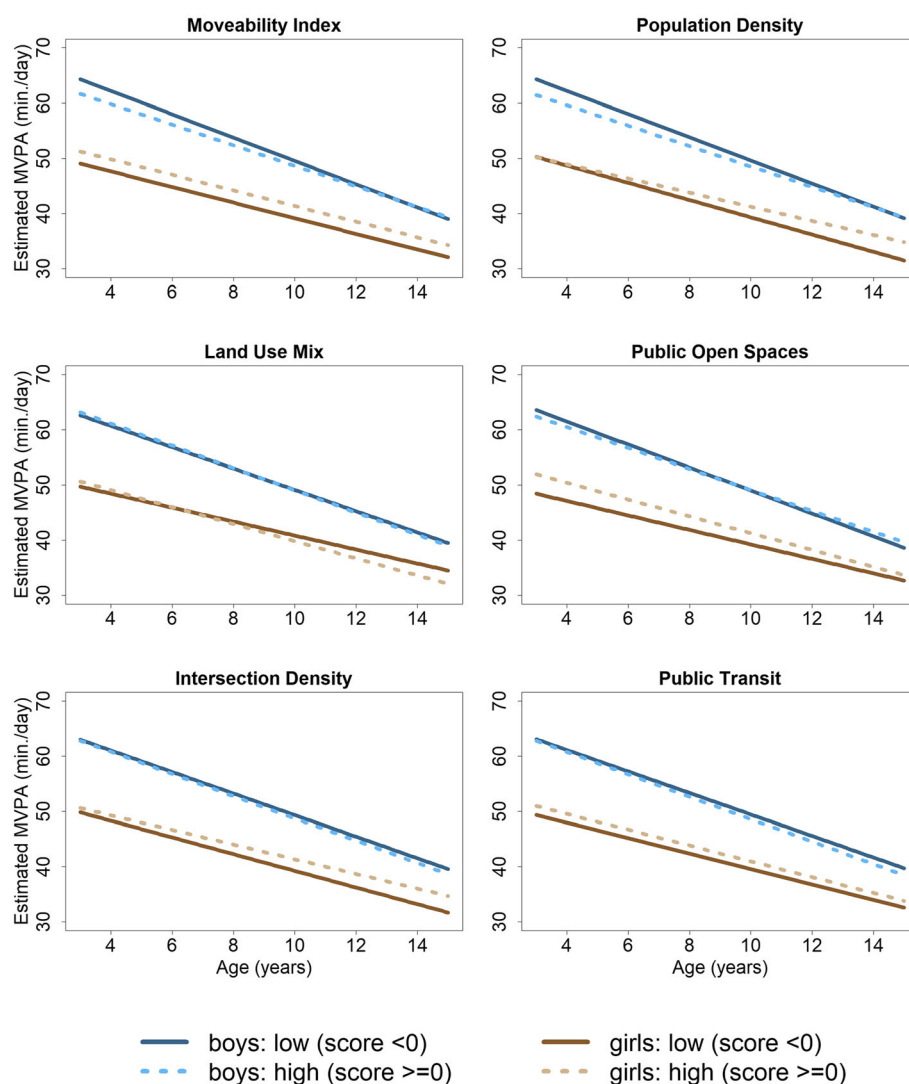 Moveability Index
Population Density
Estimated MVPA (min./day)
70
60
50
40
30
4 6 8 10 12 14
70
60
50
40
30
4 6 8 10 12 14
Land Use Mix
Public Open Spaces
Estimated MVPA (min./day)
70
60
50
40
30
4 6 8 10 12 14
70
60
50
40
30
4 6 8 10 12 14
Intersection Density
Public Transit
Estimated MVPA (min./day)
70
60
50
40
30
4 6 8 10 12 14
Age (years)
70
60
50
40
30
4 6 8 10 12 14
Age (years)
boys: low (score <0)
girls: low (score <0)
boys: high (score >=0)
girls: high (score >=0)